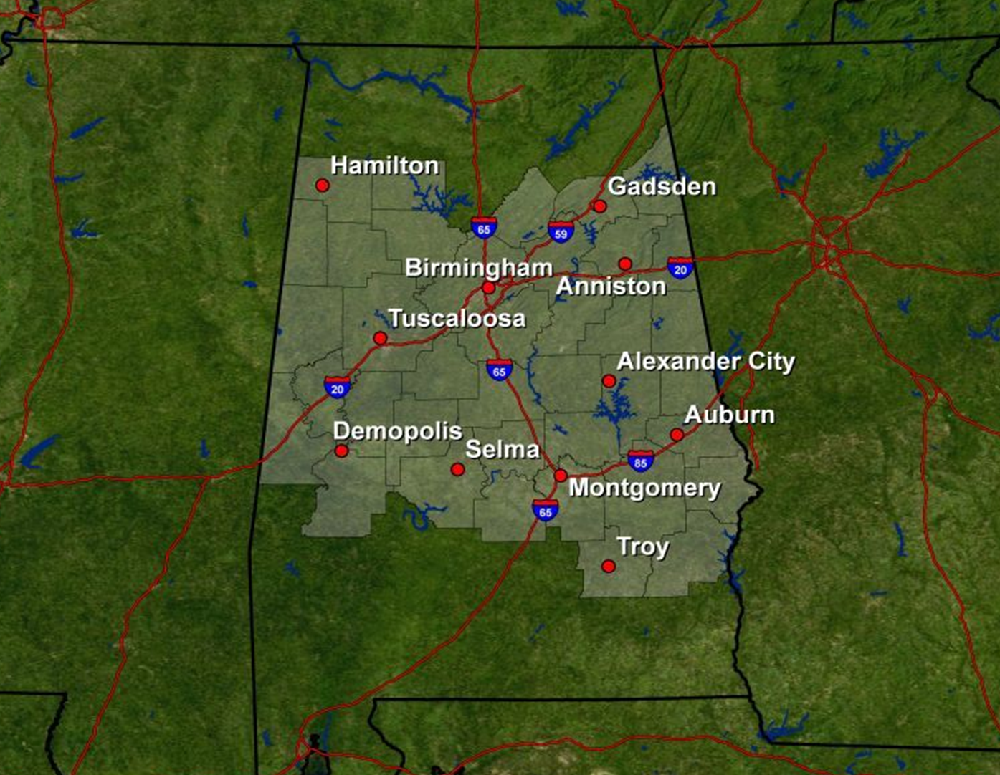 Hamilton
Gadsden
65
59
Birmingham
20
Anniston
Tuscaloosa
Alexander City
65
20
Auburn
Demopolis
Selma
85
Montgomery
65
Troy